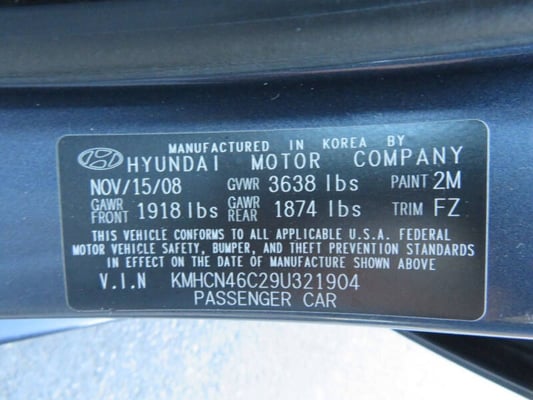 MANUFACTURED IN KOREA BY
HYUNDAI MOTOR COMPANY
NOV/15/08 GVWR 3638 lbs PAINT 2M
GAWR FRONT 1918 lbs GAWR REAR 1874 lbs TRIM FZ
THIS VEHICLE CONFORMS TO ALL APPLICABLE U.S.A. FEDERAL
MOTOR VEHICLE SAFETY, BUMPER, AND THEFT PREVENTION STANDARDS
IN EFFECT ON THE DATE OF MANUFACTURE SHOWN ABOVE
V.I.N KMHCN46C29U321904
PASSENGER CAR